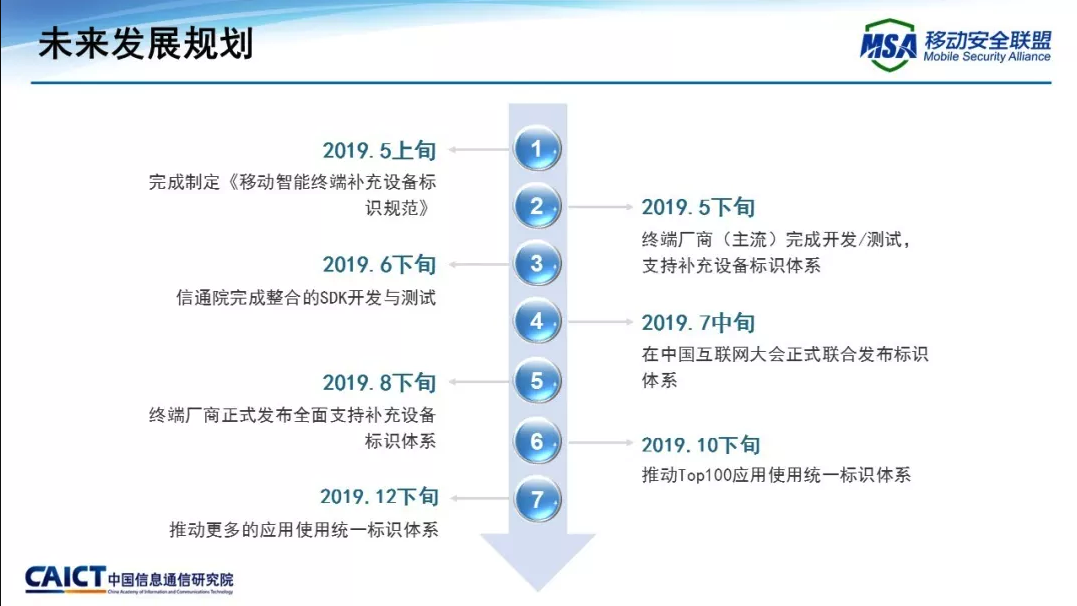 未来发展规划
MSA 移动安全联盟
Mobile Security Alliance
1
2019.5上旬
完成制定《移动智能终端补充设备标
识规范》
2
2019.5下旬
终端厂商（主流）完成开发/测试，
支持补充设备标识体系
3
2019.6下旬
信通院完成整合的SDK开发与测试
4
2019.7中旬
在中国互联网大会正式联合发布标识
体系
5
2019.8下旬
终端厂商正式发布全面支持补充设备
标识体系
6
2019.10下旬
推动Top100应用使用统一标识体系
7
2019.12下旬
推动更多的应用使用统一标识体系
CAICT 中国信息通信研究院
China Academy of Information and Communications Technology